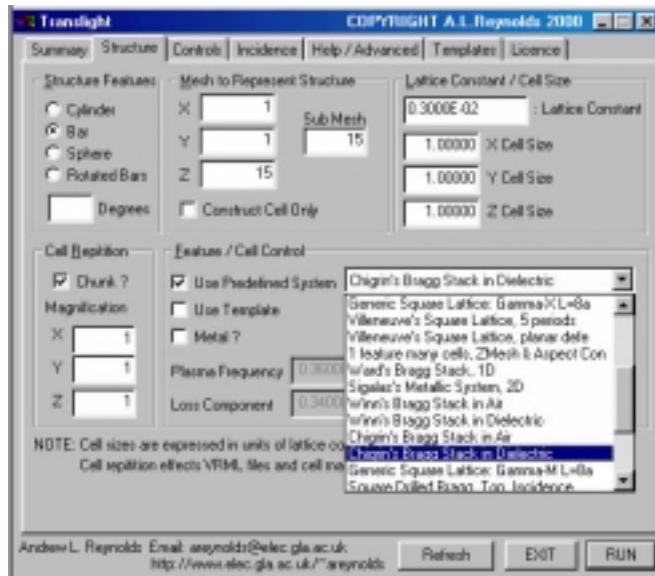 Translight COPYRIGHT A.L.Reynolds 2000
Summary Structure Controls Incidence Help / Advanced Templates Licence
Structure Features
Cylinder
Bar
Sphere
Rotated Bars
Degrees
Mesh to Represent Structure
X 1
Y 1
Z 15
Sub Mesh
15
Construct Cell Only
Lattice Constant / Cell Size
0.3000E-02 : Lattice Constant
1.00000 X Cell Size
1.00000 Y Cell Size
1.00000 Z Cell Size
Cell Repitition
Chunk ?
Magnification
X 1
Y 1
Z 1
Feature / Cell Control
Use Predefined System
Use Template
Metal ?
Plasma Frequency 0.3600
Loss Component 0.3400
Chigrin's Bragg Stack in Dielectric
Generic Square Lattice: Gamma-X L=8a
Villeneuve's Square Lattice, 5 periods
Villeneuve's Square Lattice, planar defe
1 feature many cells, ZMesh & Aspect Con
Ward's Bragg Stack, 1D
Sigalas's Metallic System, 2D
Winn's Bragg Stack in Air
Winn's Bragg Stack in Dielectric
Chigrin's Bragg Stack in Air
Chigrin's Bragg Stack in Dielectric
Generic Square Lattice: Gamma-M L=8a
Square Drilled Bragg, Top, Incidence
NOTE: Cell sizes are expressed in units of lattice co
Cell repitition effects VRML files and cell ma
Andrew L. Reynolds Email: areynolds@elec.gla.ac.uk
http://www.elec.gla.ac.uk/~areynolds
Refresh EXIT RUN